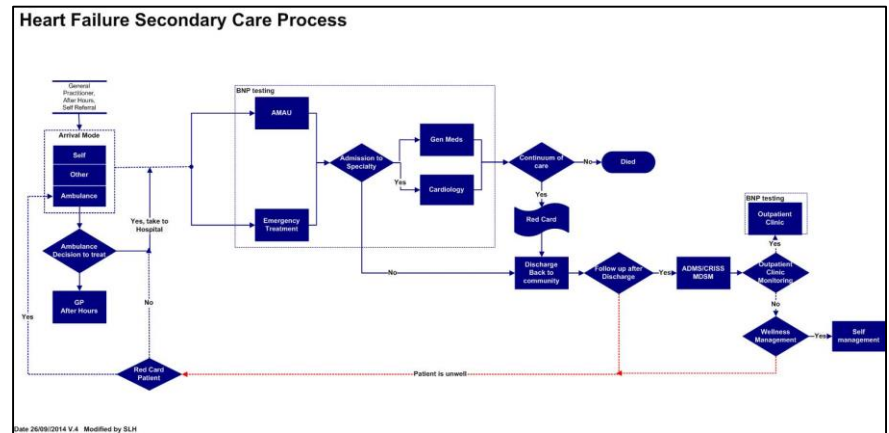 Heart Failure Secondary Care Process
General
Practitioner,
After Hours,
Self Referral
Arrival Mode
Self
Other
Ambulance
Yes, take to
Hospital
Ambulance
Decision to treat
GP
After Hours
Yes
No
Red Card
Patient
BNP testing
AMAU
Emergency
Treatment
Admission to
Specialty
Yes
No
Gen Meds
Cardiology
Continuum of
care
No
Died
Yes
Red Card
Discharge
Back to
community
Follow up after
Discharge
Yes
ADMS/CRISS
MDSM
BNP testing
Outpatient
Clinic
Yes
Outpatient
Clinic
Monitoring
No
Wellness
Management
Yes
Self
management
Patient is unwell
Date 26/09//2014 V.4 Modified by SLH